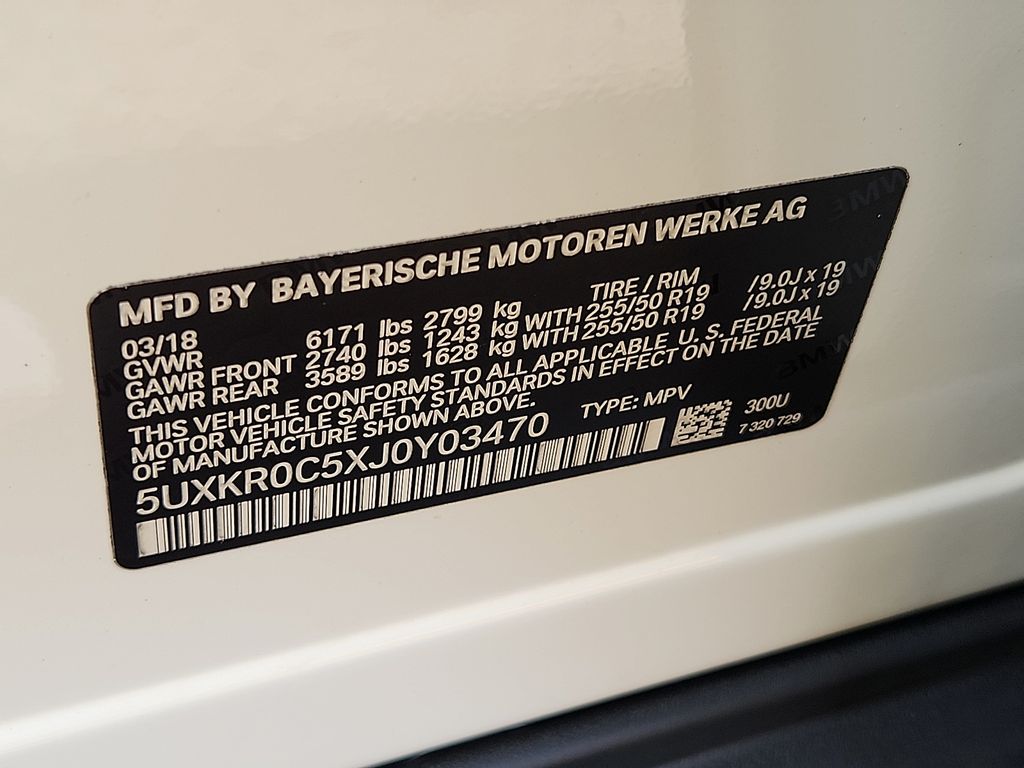 MFD BY BAYERISCHE MOTOREN WERKE AG
03/18 TIRE / RIM
GVWR 6171 lbs 2799 kg
GAWR FRONT 2740 lbs 1243 kg WITH 255/50 R19 /9.0J x 19
GAWR REAR 3589 lbs 1628 kg WITH 255/50 R19 /9.0J x 19
THIS VEHICLE CONFORMS TO ALL APPLICABLE U. S. FEDERAL
MOTOR VEHICLE SAFETY STANDARDS IN EFFECT ON THE DATE
OF MANUFACTURE SHOWN ABOVE.
TYPE: MPV
5UXKR0C5XJ0Y03470
300U
7 320 729